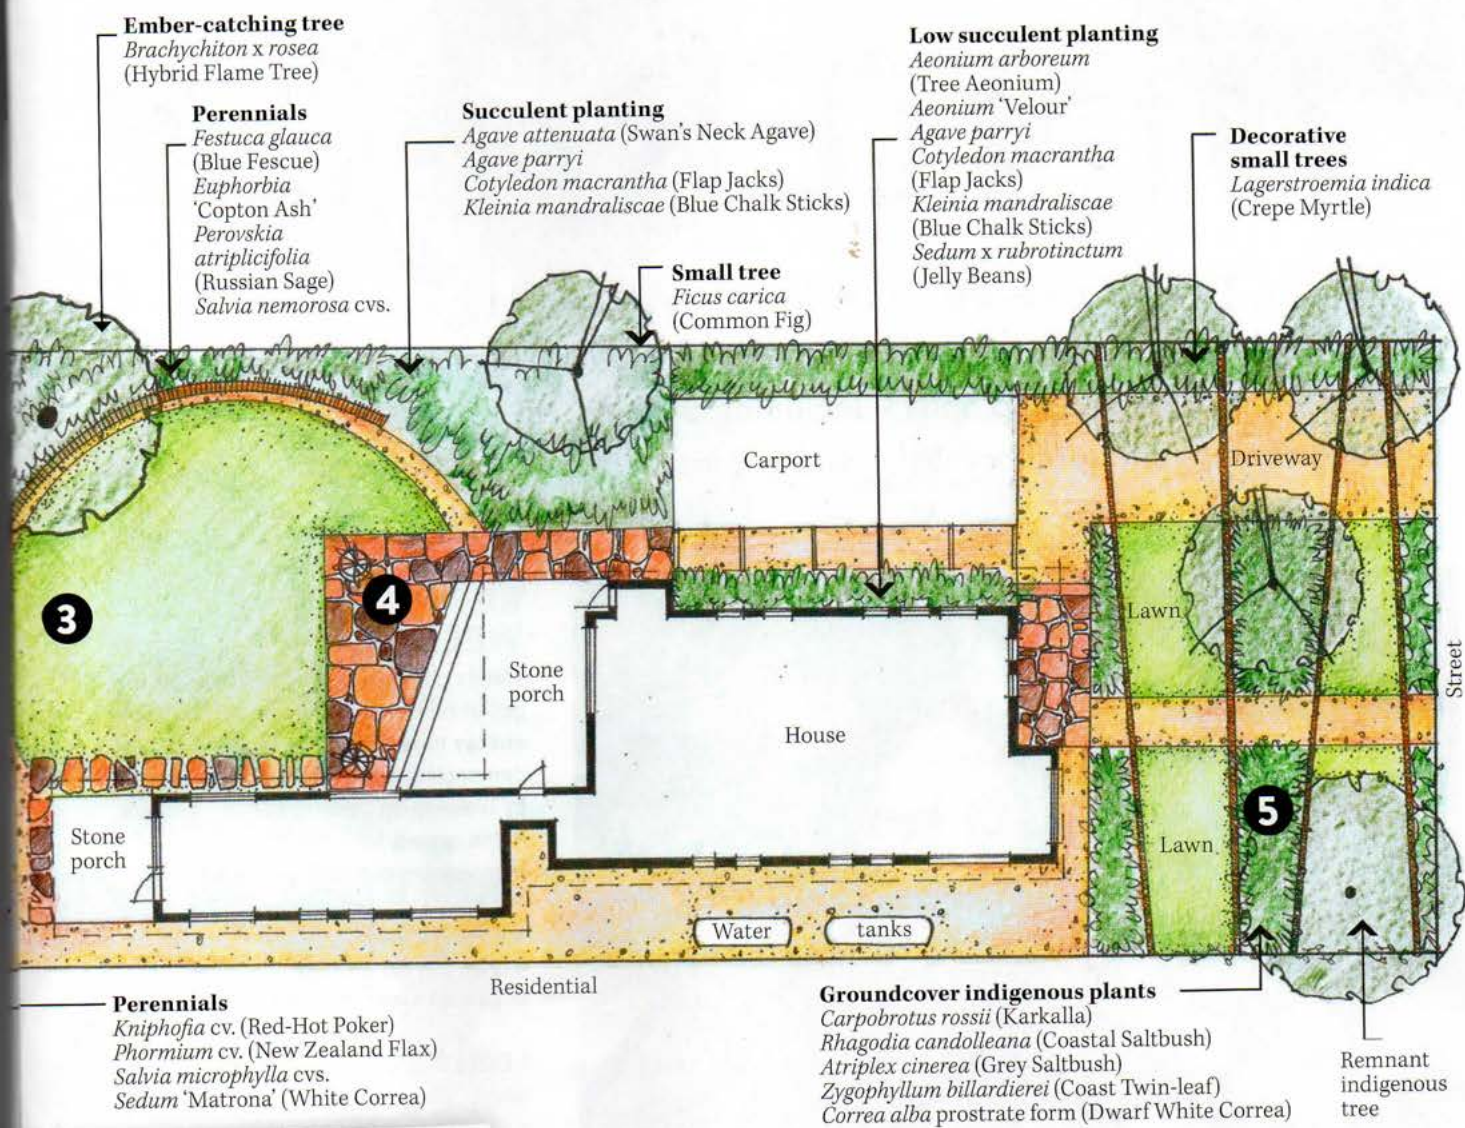 Ember-catching tree
Brachychiton x rosea
(Hybrid Flame Tree)
Perennials
Festuca glauca
(Blue Fescue)
Euphorbia
'Copton Ash'
Perovskia
atriplicifolia
(Russian Sage)
Salvia nemorosa cvs.
Succulent planting
Agave attenuata (Swan's Neck Agave)
Agave parryi
Cotyledon macrantha (Flap Jacks)
Kleinia mandraliscae (Blue Chalk Sticks)
Small tree
Ficus carica
(Common Fig)
Low succulent planting
Aeonium arboreum
(Tree Aeonium)
Aeonium 'Velour'
Agave parryi
Cotyledon macrantha
(Flap Jacks)
Kleinia mandraliscae
(Blue Chalk Sticks)
Sedum x rubrotinctum
(Jelly Beans)
Decorative
small trees
Lagerstroemia indica
(Crepe Myrtle)
Carport
Driveway
3
4
Lawn
Stone
porch
House
Street
5
Stone
porch
Lawn
Water tanks
Residential
Perennials
Kniphofia cv. (Red-Hot Poker)
Phormium cv. (New Zealand Flax)
Salvia microphylla cvs.
Sedum 'Matrona' (White Correa)
Groundcover indigenous plants
Carpobrotus rossii (Karkalla)
Rhagodia candolleana (Coastal Saltbush)
Atriplex cinerea (Grey Saltbush)
Zygophyllum billardierei (Coast Twin-leaf)
Correa alba prostrate form (Dwarf White Correa)
Remnant
indigenous
tree